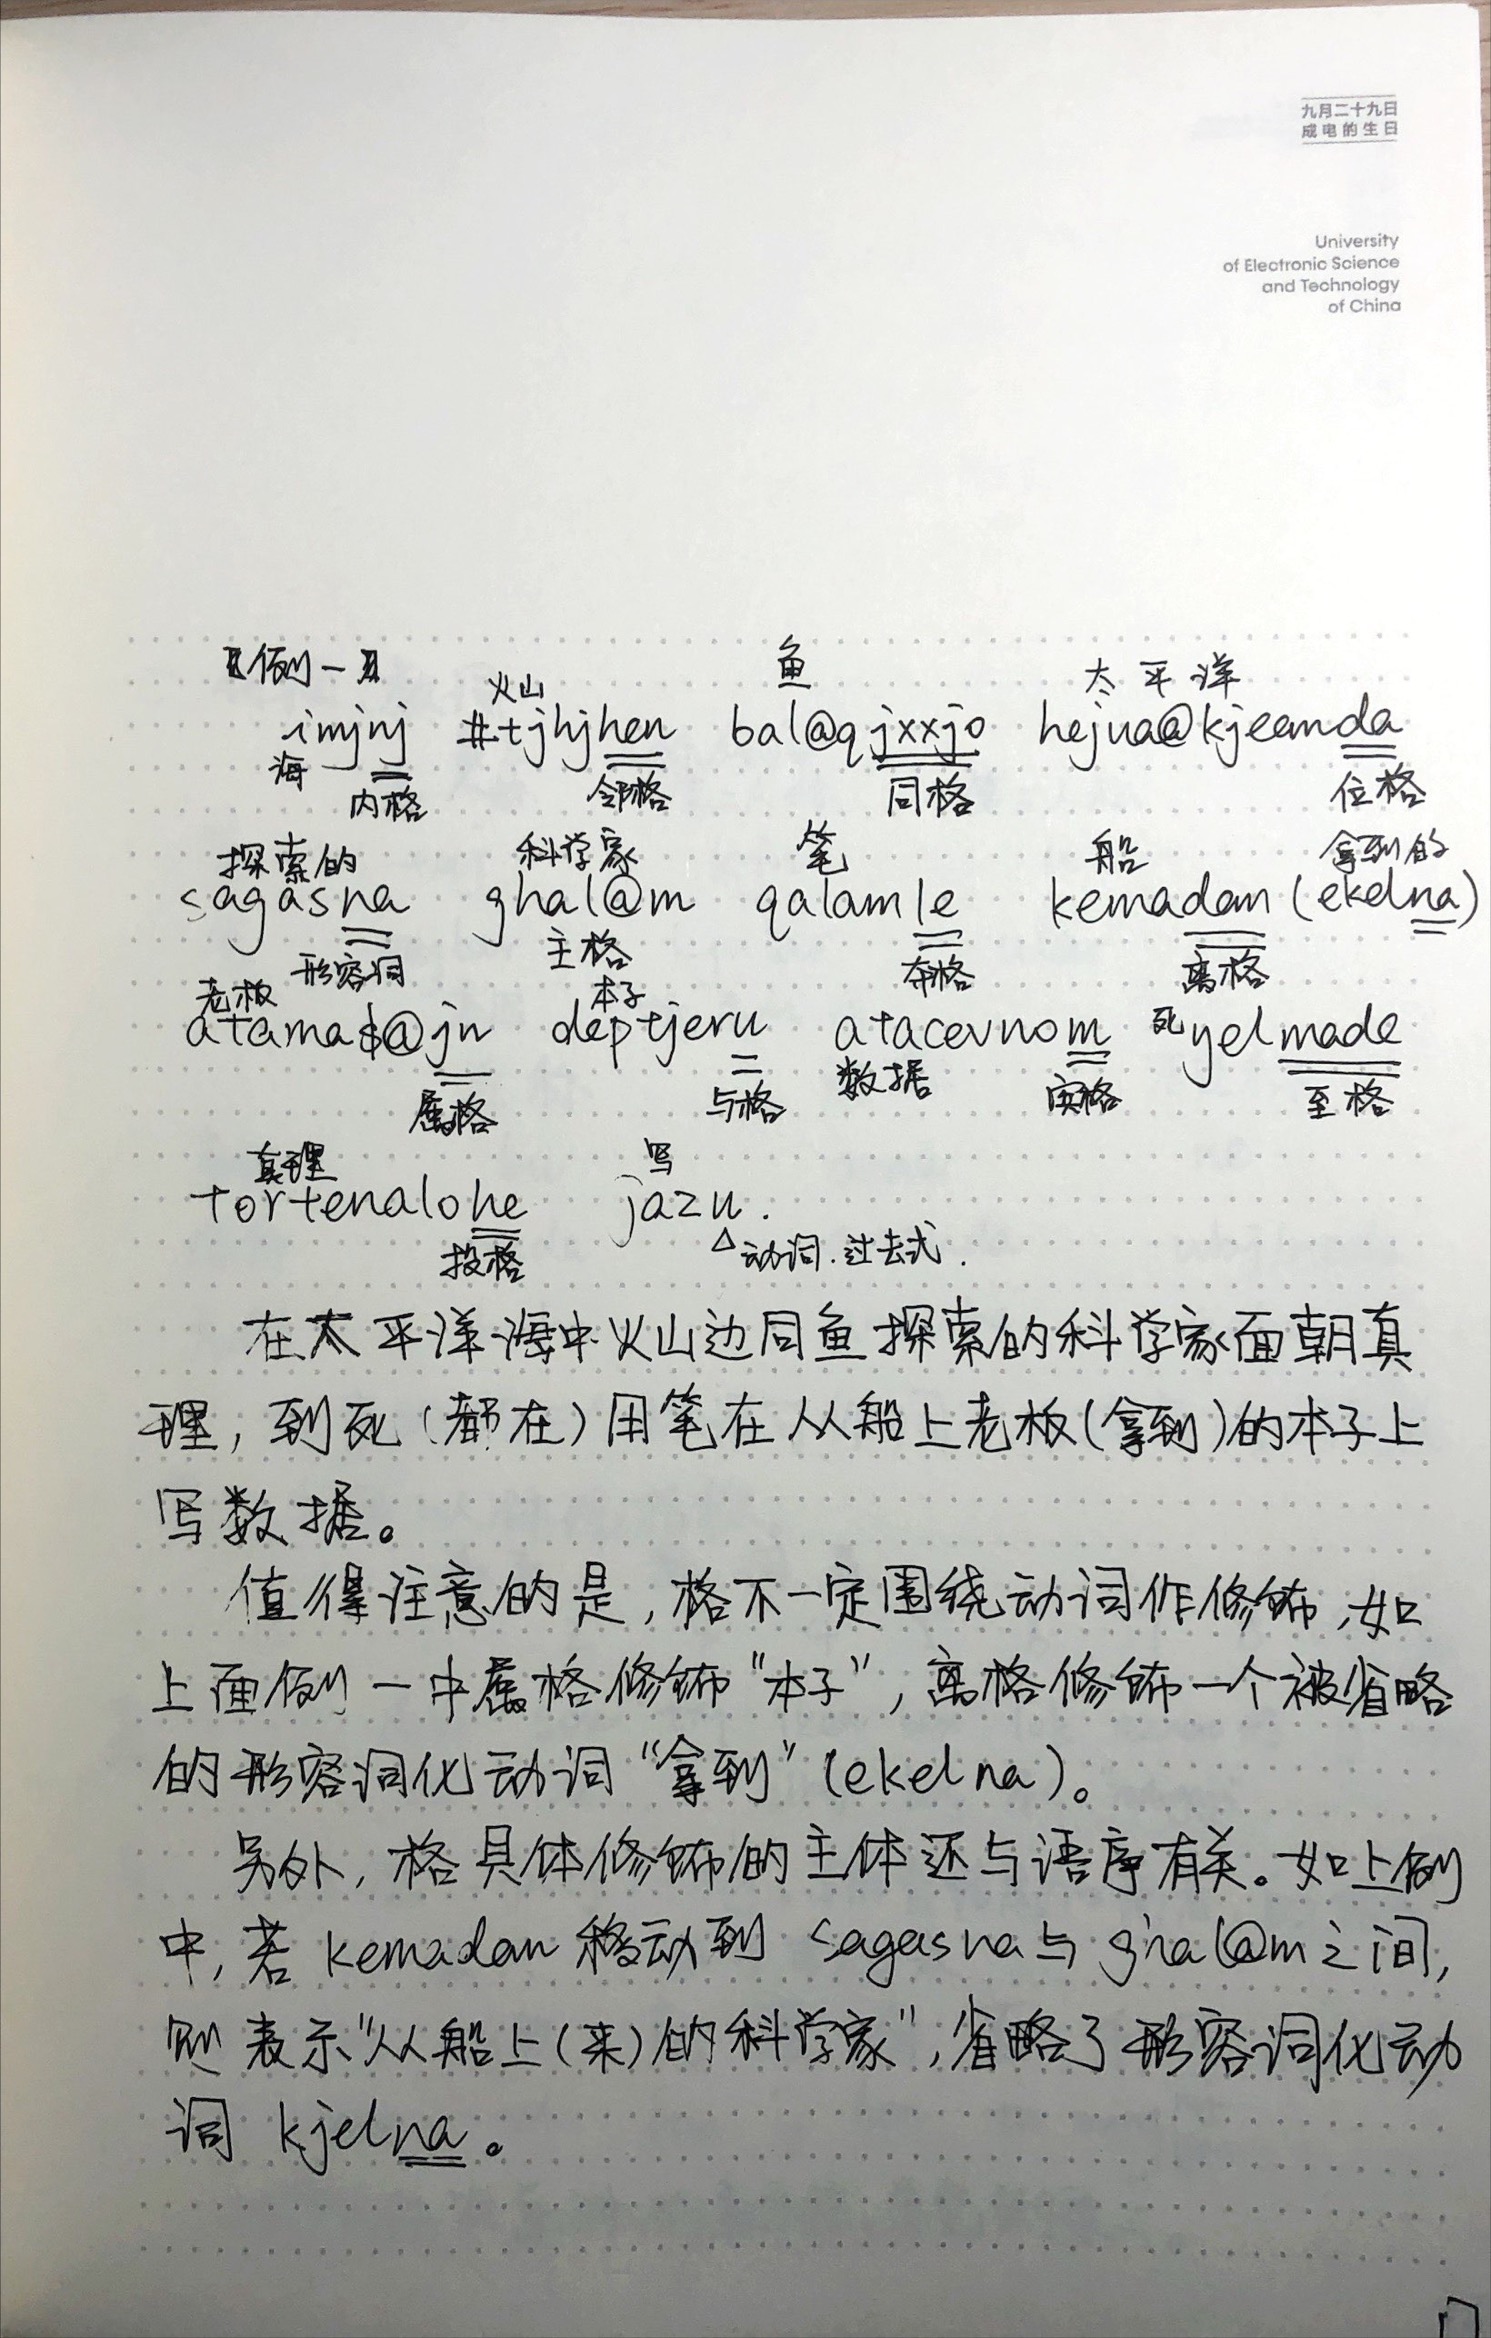 九月二十九日
成电的生日
University
of Electronic Science
and Technology
of China
【例一】
火山 鱼 太平洋
imjnj #tjhjhen bal@qjxxjo hejua@kjeanda
海 内格 邻格 同格 位格
探索的 科学家 笔 船 拿到的
sagasna ghal@m qalamle kemadan (ekelna)
形容词 主格 夲格 离格
老板 本子
atama$@jn deptjeru atacevnom 死 yelmade
属格 与格 数据 宾格 至格
真理 写
tortenalohe jazu.
投格 △动词.过去式.
在太平洋海中火山边同鱼探索的科学家面朝真
理,到死(都在)用笔在从船上老板(拿到)的本子上
写数据。
值得注意的是,格不一定围绕动词作修饰,如
上面例一中属格修饰“本子”,离格修饰一个被省略
的形容词化动词“拿到”(ekelna)。
另外,格具体修饰的主体还与语序有关。如上例
中,若 kemadan 移动到 sagasna与 ghal@m之间,
则表示“从船上(来)的科学家”,省略了形容词化动
词 kjelna。